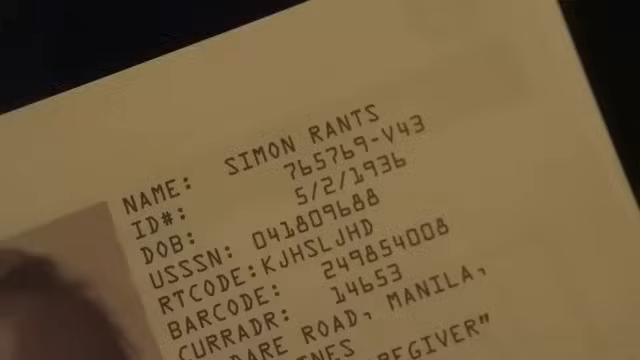 NAME: SIMON RANTS
ID#: 765769-V43
DOB: 5/2/1936
USSSN: 041809688
RTCODE: KJHSLJHD
BARCODE: 249854008
CURRADR: 14653
DARE ROAD, MANILA,